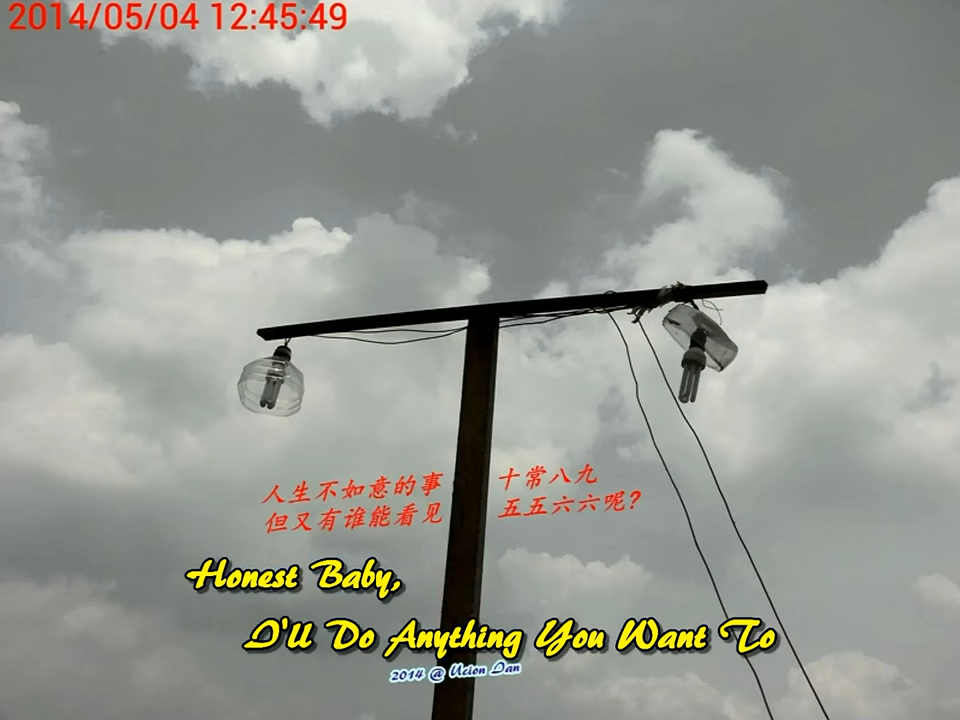 2014/05/04 12:45:49
人生不如意的事 十常八九
但又有谁能看见 五五六六呢?
Honest Baby,
I'll Do Anything You Want To
2014 @ Ucion Dan